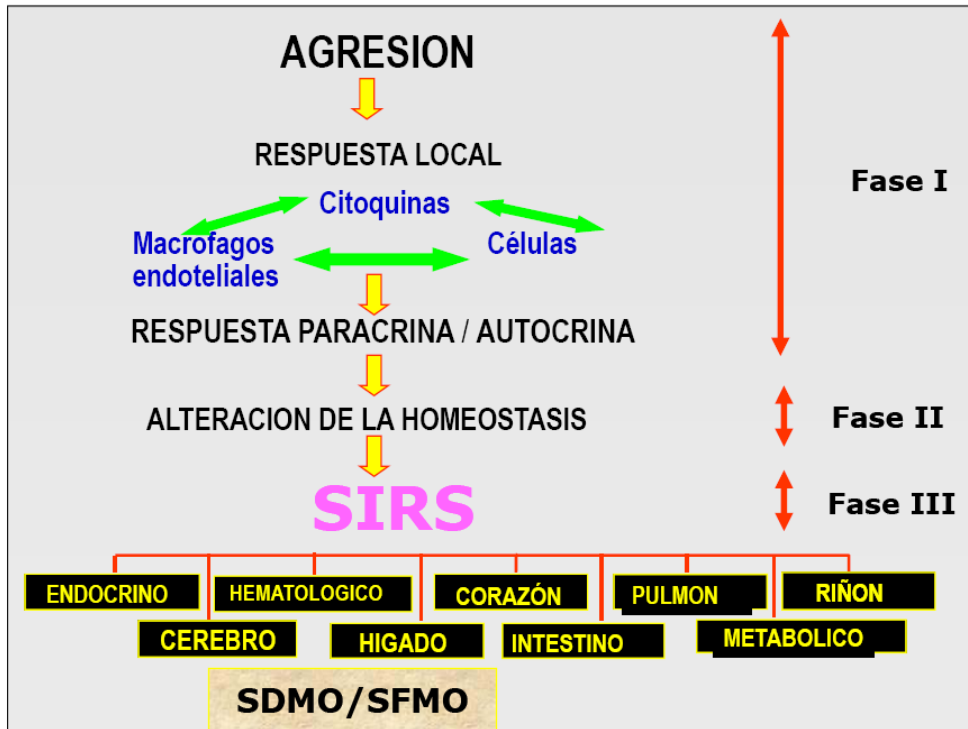 AGRESION
RESPUESTA LOCAL
Fase I
Citoquinas
Macrofagos
endoteliales
Células
RESPUESTA PARACRINA / AUTOCRINA
ALTERACION DE LA HOMEOSTASIS
Fase II
SIRS
Fase III
ENDOCRINO
HEMATOLOGICO
CORAZÓN
PULMON
RIÑON
CEREBRO
HIGADO
INTESTINO
METABOLICO
SDMO/SFMO